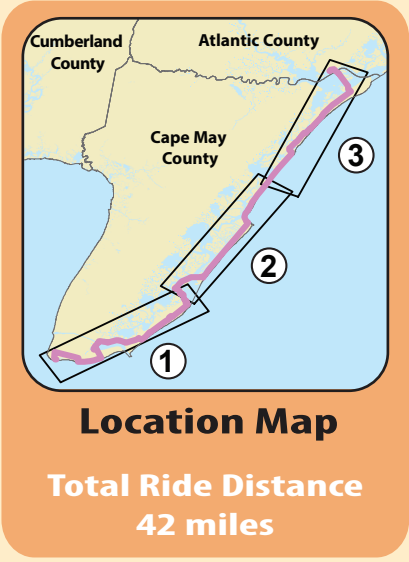 Cumberland
County
Atlantic County
Cape May
County
3
2
1
Location Map
Total Ride Distance
42 miles